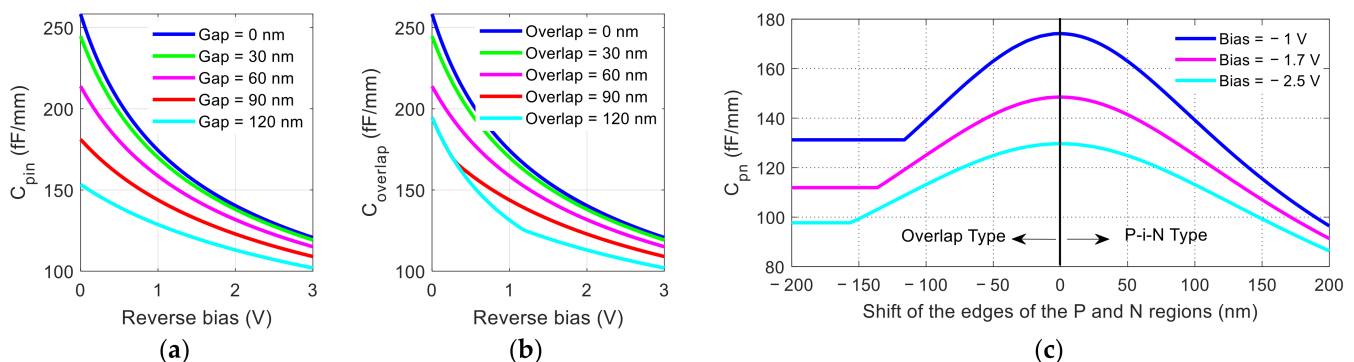 250
200
150
100
C_pin (fF/mm)
Gap = 0 nm
Gap = 30 nm
Gap = 60 nm
Gap = 90 nm
Gap = 120 nm
0 1 2 3
Reverse bias (V)
(a)
250
200
150
100
C_overlap (fF/mm)
Overlap = 0 nm
Overlap = 30 nm
Overlap = 60 nm
Overlap = 90 nm
Overlap = 120 nm
0 1 2 3
Reverse bias (V)
(b)
180
160
140
120
100
80
C_pn (fF/mm)
Bias = − 1 V
Bias = − 1.7 V
Bias = − 2.5 V
Overlap Type
P-i-N Type
− 200 − 150 − 100 − 50 0 50 100 150 200
Shift of the edges of the P and N regions (nm)
(c)